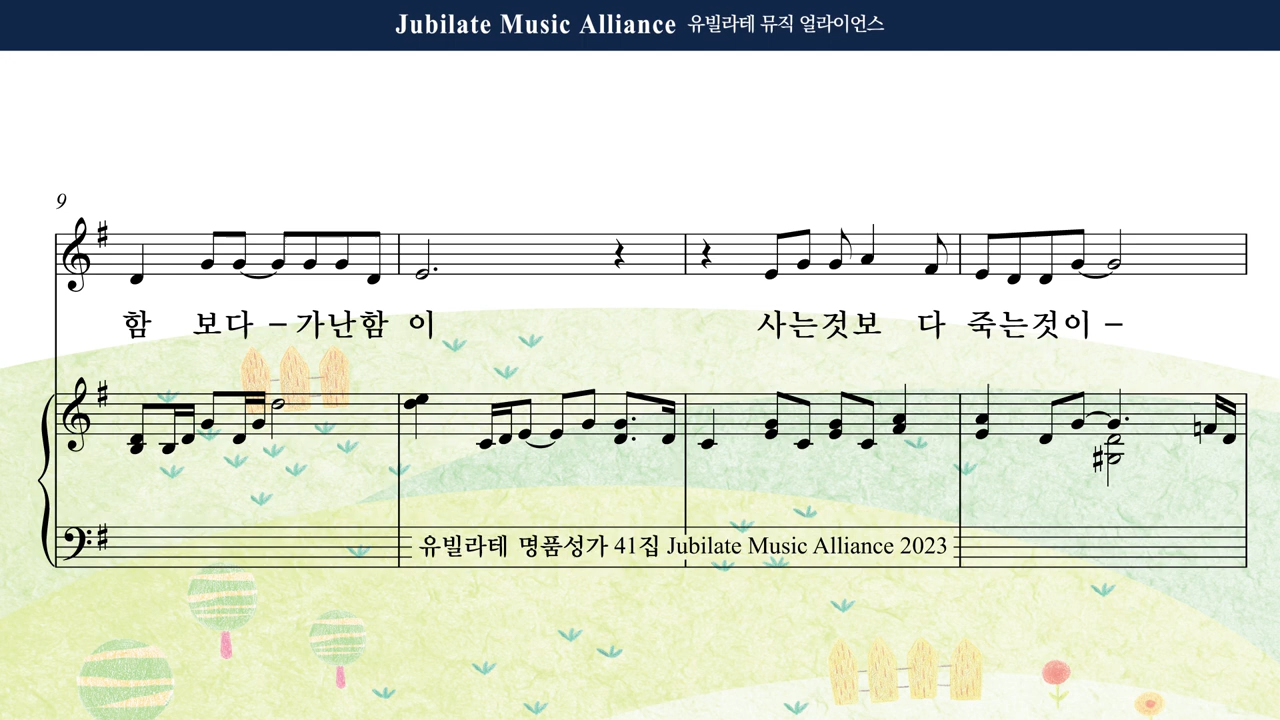 Jubilate Music Alliance 유빌라테 뮤직 얼라이언스
9
함 보다 – 가난함 이 사는것보 다 죽는것이 –
유빌라테 명품성가 41집 Jubilate Music Alliance 2023